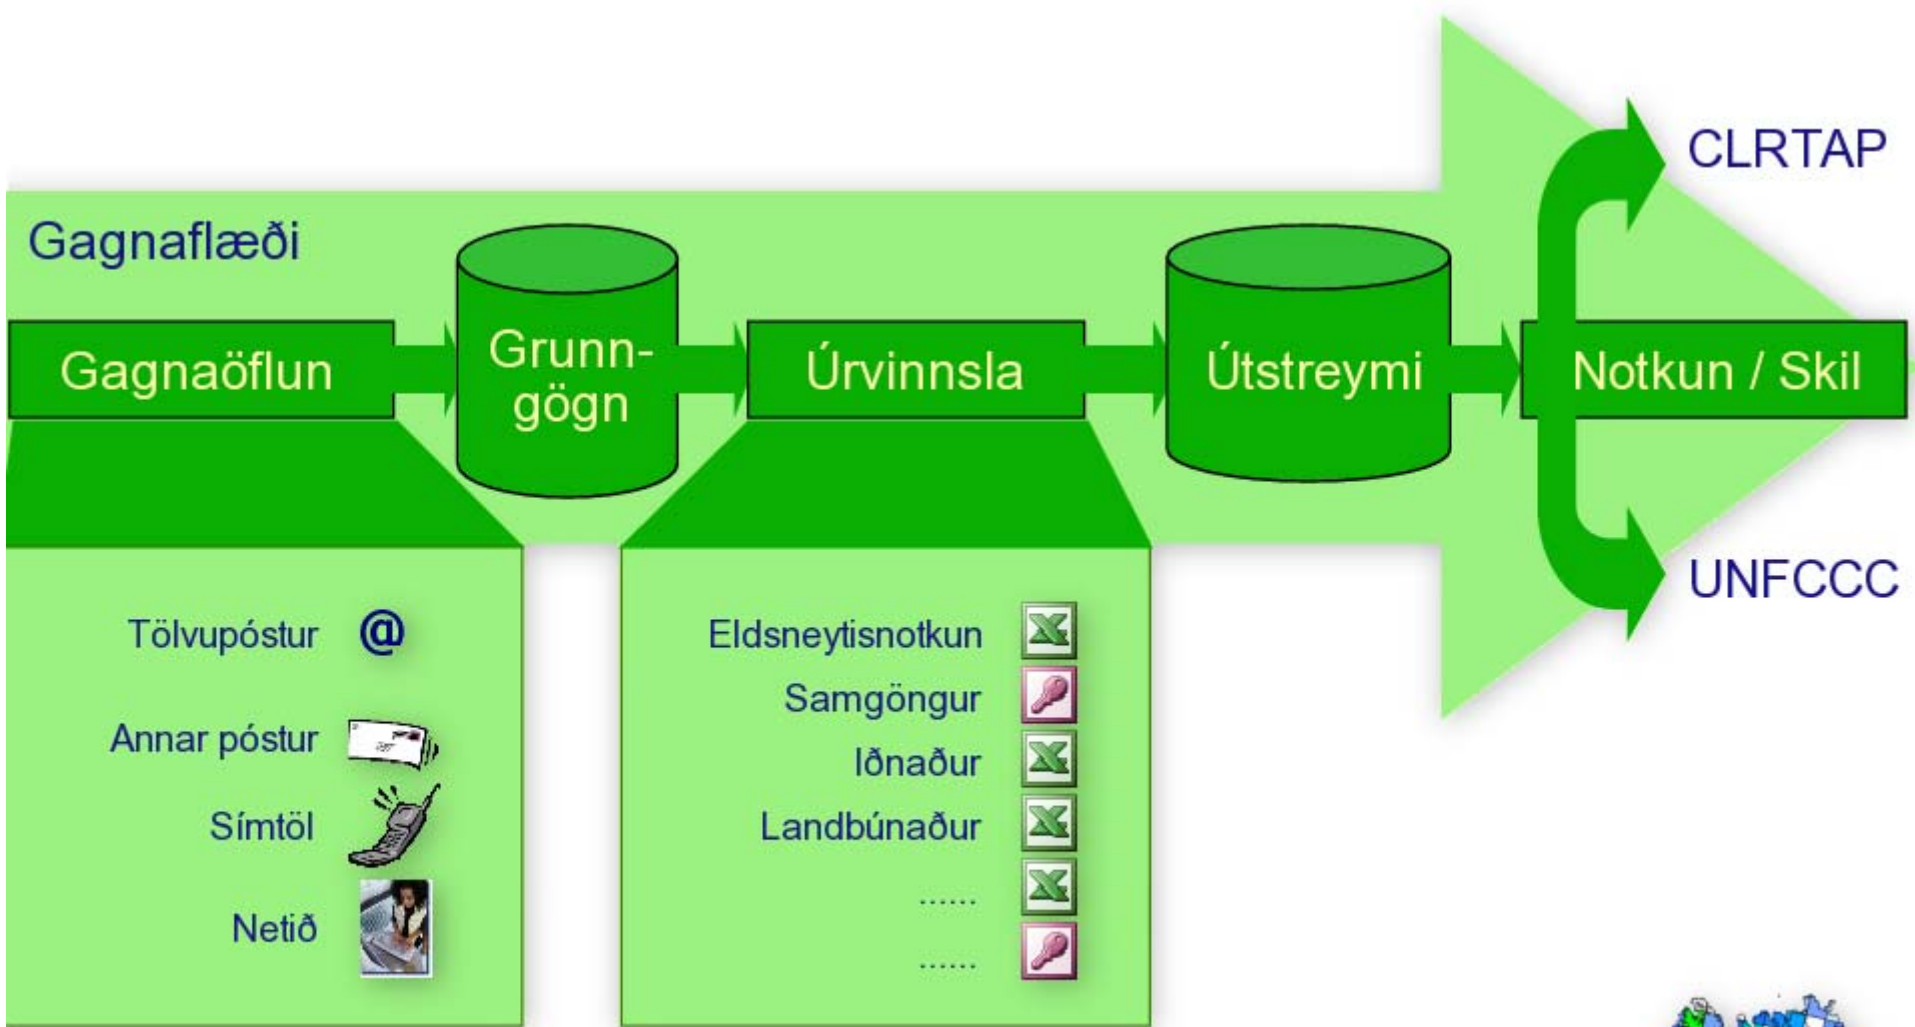 CLRTAP
Gagnaflæði
Gagnaöflun
Grunn-
gögn
Úrvinnsla
Útstreymi
Notkun / Skil
UNFCCC
Tölvupóstur @
Annar póstur
Símtöl
Netið
Eldsneytisnotkun
Samgöngur
Iðnaður
Landbúnaður
......
......